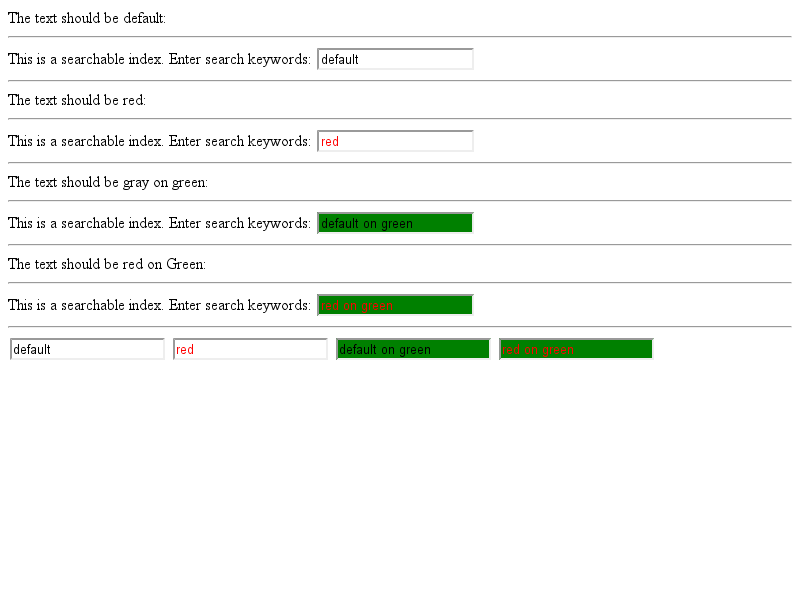 The text should be default:
This is a searchable index. Enter search keywords: default
The text should be red:
This is a searchable index. Enter search keywords: red
The text should be gray on green:
This is a searchable index. Enter search keywords: default on green
The text should be red on Green:
This is a searchable index. Enter search keywords: red on green
default red default on green red on green